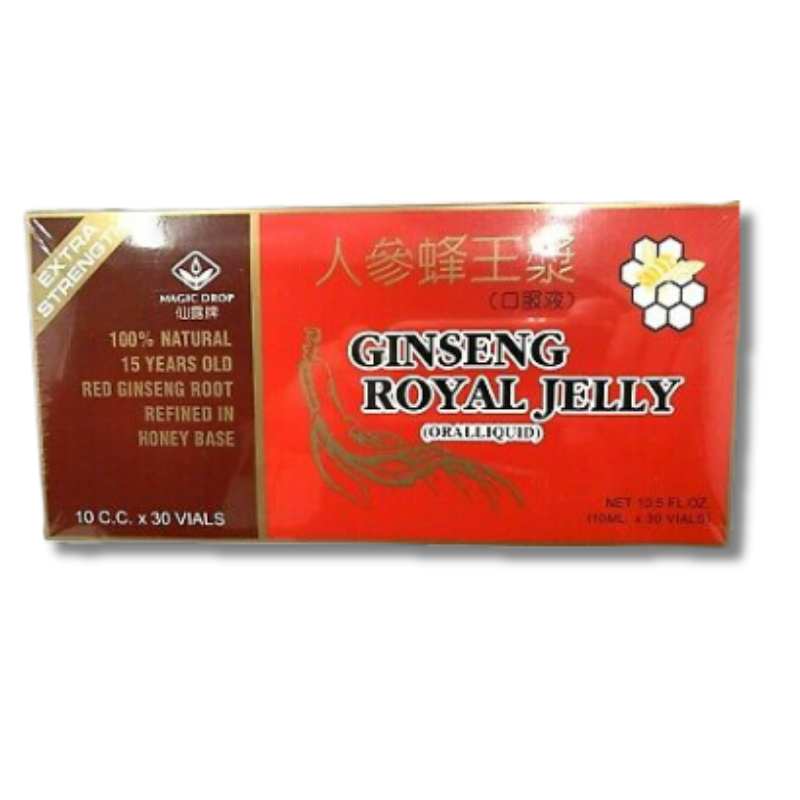 EXTRA
STRENGTH
MAGIC DROP
仙露牌
100% NATURAL
15 YEARS OLD
RED GINSENG ROOT
REFINED IN
HONEY BASE
10 C.C. x 30 VIALS
人參蜂王漿
(口服液)
GINSENG
ROYAL JELLY
(ORALLIQUID)
NET 10.5 FL.OZ.
(10ML. x 30 VIALS)